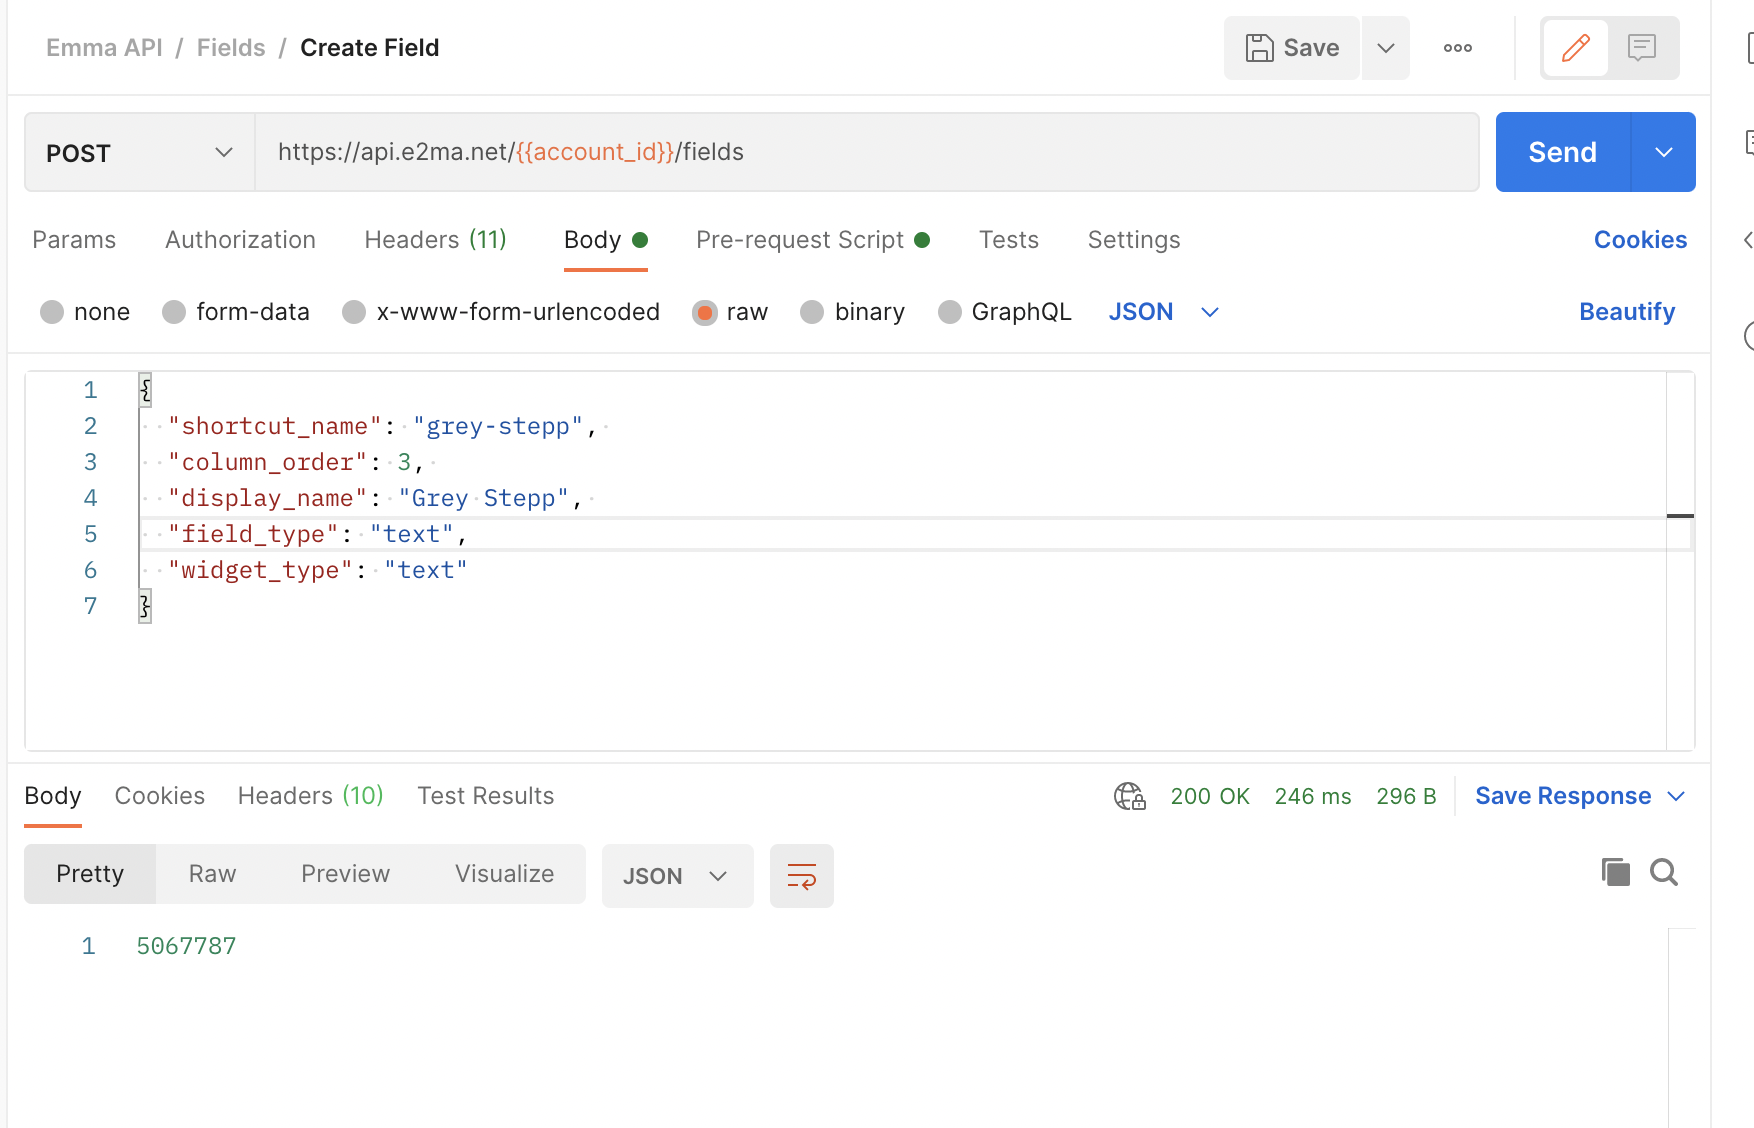 Emma API / Fields / Create Field
Save
POST
https://api.e2ma.net/{{account_id}}/fields
Send
Params Authorization Headers (11) Body Pre-request Script Tests Settings Cookies
none form-data x-www-form-urlencoded raw binary GraphQL JSON Beautify
1 {
2 "shortcut_name": "grey-stepp",
3 "column_order": 3,
4 "display_name": "Grey Stepp",
5 "field_type": "text",
6 "widget_type": "text"
7 }
Body Cookies Headers (10) Test Results 200 OK 246 ms 296 B Save Response
Pretty Raw Preview Visualize JSON
1 5067787